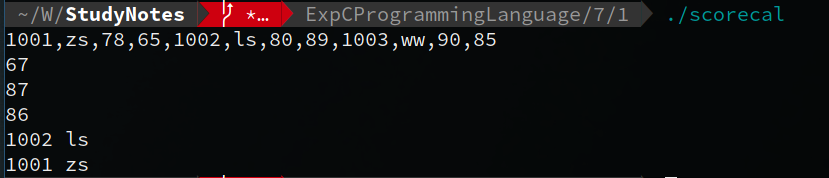 ~/W/StudyNotes *… ExpCProgrammingLanguage/7/1 ./scorecal
1001,zs,78,65,1002,ls,80,89,1003,ww,90,85
67
87
86
1002 ls
1001 zs